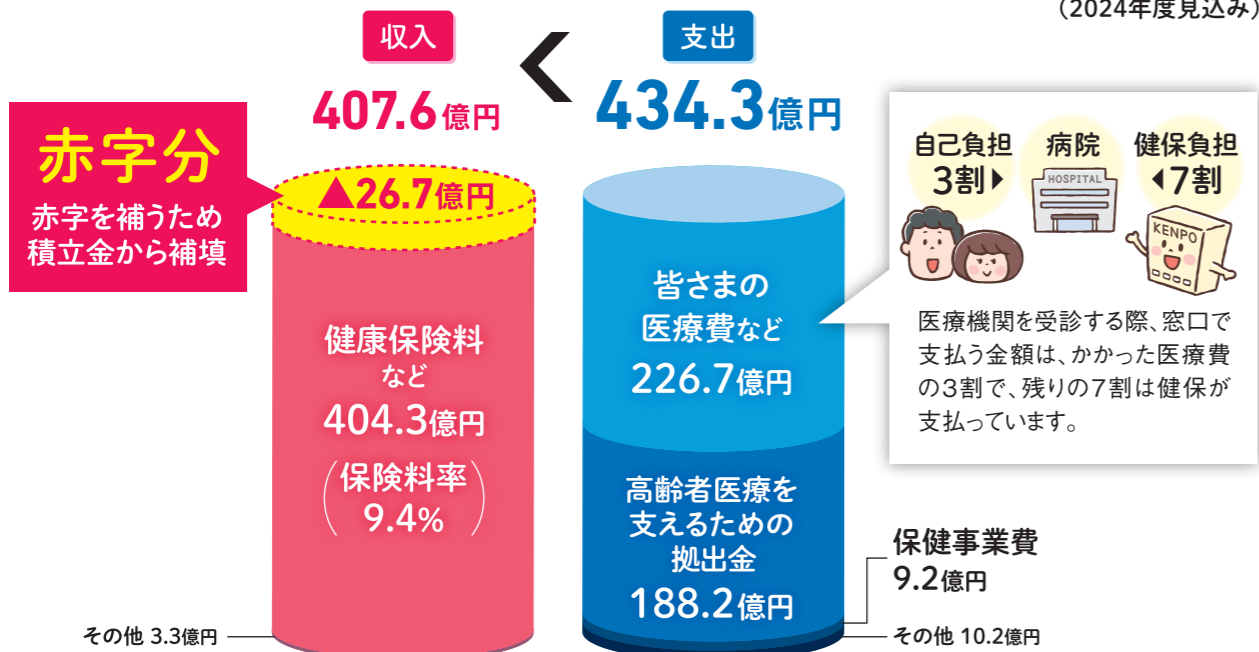 (2024年度見込み)
収入
407.6億円
支出
434.3億円
赤字分
赤字を補うため
積立金から補填
▲26.7億円
健康保険料
など
404.3億円
(保険料率
9.4%)
その他 3.3億円
皆さまの
医療費など
226.7億円
高齢者医療を
支えるための
拠出金
188.2億円
保健事業費
9.2億円
その他 10.2億円
自己負担
3割▶
病院
HOSPITAL
健保負担
◀7割
KENPO
医療機関を受診する際、窓口で
支払う金額は、かかった医療費
の3割で、残りの7割は健保が
支払っています。